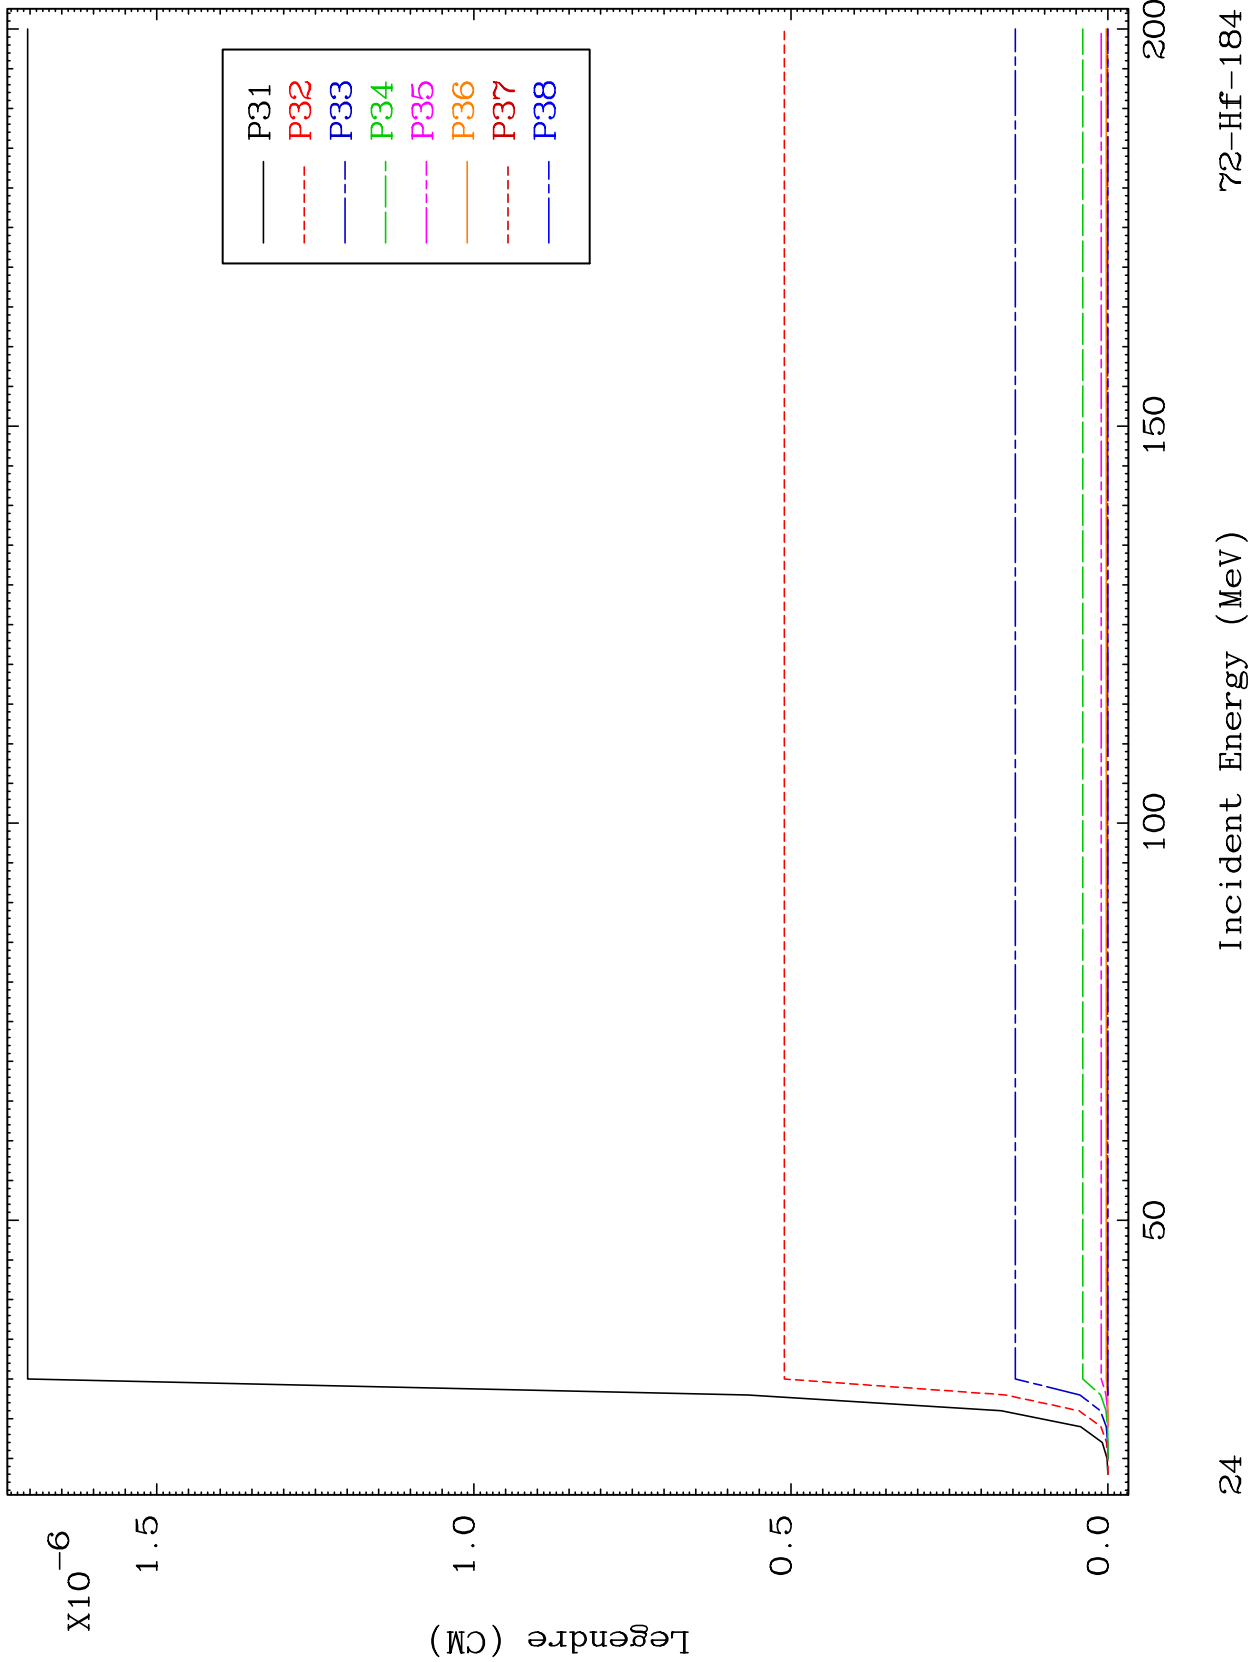 X10-6
1.5
1.0
0.5
0.0
Legendre (CM)
P31
P32
P33
P34
P35
P36
P37
P38
50
100
150
200
24
Incident Energy (MeV)
72-Hf-184